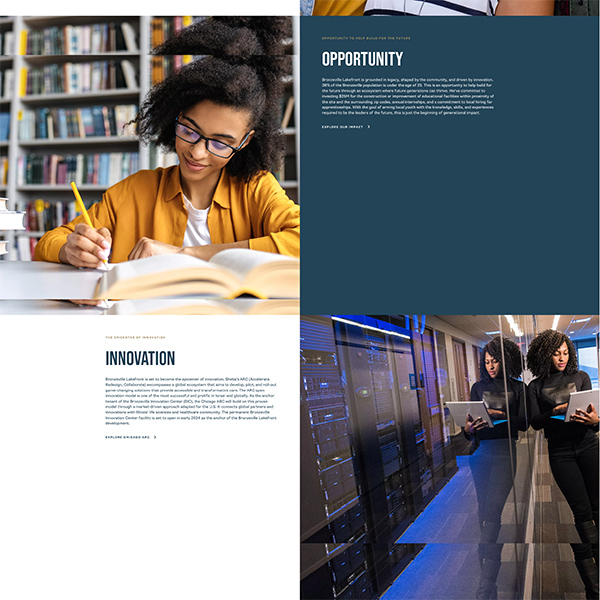 OPPORTUNITY TO HELP BUILD FOR THE FUTURE
OPPORTUNITY
Bronzeville Lakefront is grounded in legacy, shaped by the community, and driven by innovation.
38% of the Bronzeville population is under the age of 25. This is an opportunity to help build for
the future through an ecosystem where future generations can thrive. We've committed to
investing $25M for the construction or improvement of educational facilities within proximity of
the site and the surrounding zip codes, annual internships, and a commitment to local hiring for
apprenticeships. With the goal of arming local youth with the knowledge, skills, and experiences
required to be the leaders of the future, this is just the beginning of generational impact.
EXPLORE OUR IMPACT
THE EPICENTER OF INNOVATION
INNOVATION
Bronzeville Lakefront is set to become the epicenter of innovation. Sheba's ARC (Accelerate
Redesign, Collaborate) encompasses a global ecosystem that aims to develop, pilot, and roll-out
game-changing solutions that provide accessible and transformative care. The ARC open
innovation model is one of the most successful and prolific in Israel and globally. As the anchor
tenant of the Bronzeville Innovation Center (BIC), the Chicago ARC will build on this proven
model through a market-driven approach adapted for the U.S. It connects global partners and
innovations with Illinois' life sciences and healthcare community. The permanent Bronzeville
Innovation Center facility is set to open in early 2024 as the anchor of the Bronzeville Lakefront
development.
EXPLORE CHICAGO ARC